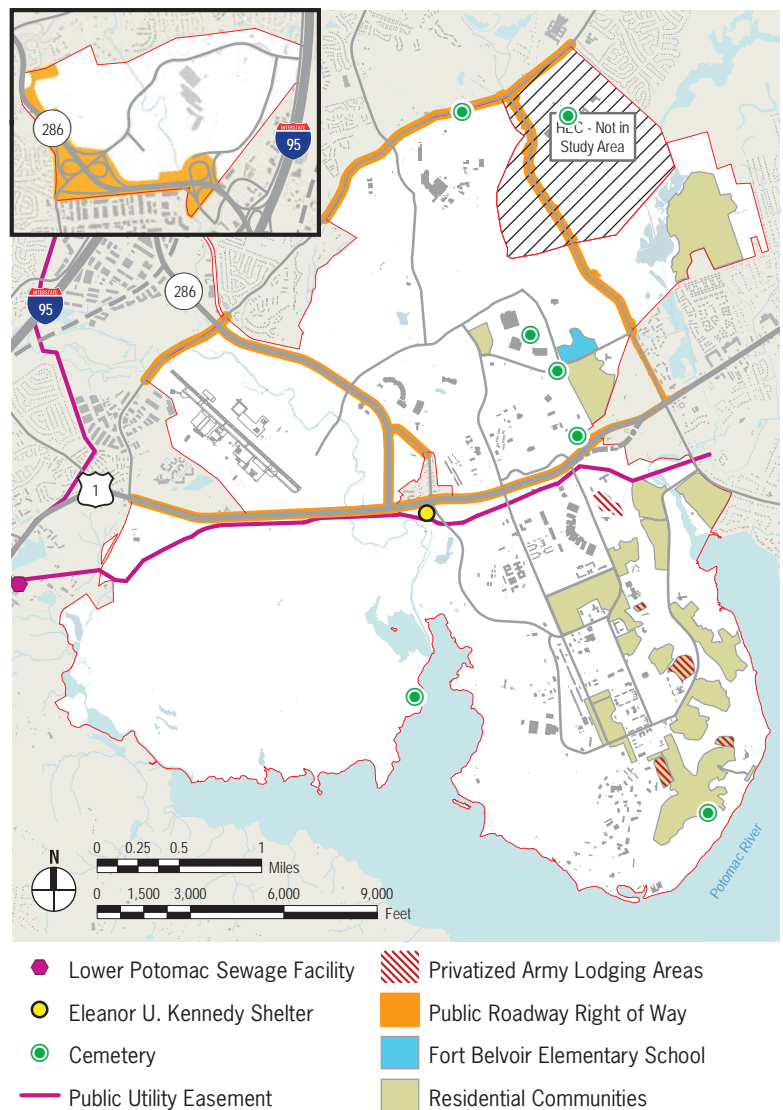 286
INTERSTATE
95
HEC - Not in
Study Area
INTERSTATE
95
286
1
Potomac River
N
0 0.25 0.5 1
Miles
0 1,500 3,000 6,000 9,000
Feet
Lower Potomac Sewage Facility
Eleanor U. Kennedy Shelter
Cemetery
Public Utility Easement
Privatized Army Lodging Areas
Public Roadway Right of Way
Fort Belvoir Elementary School
Residential Communities